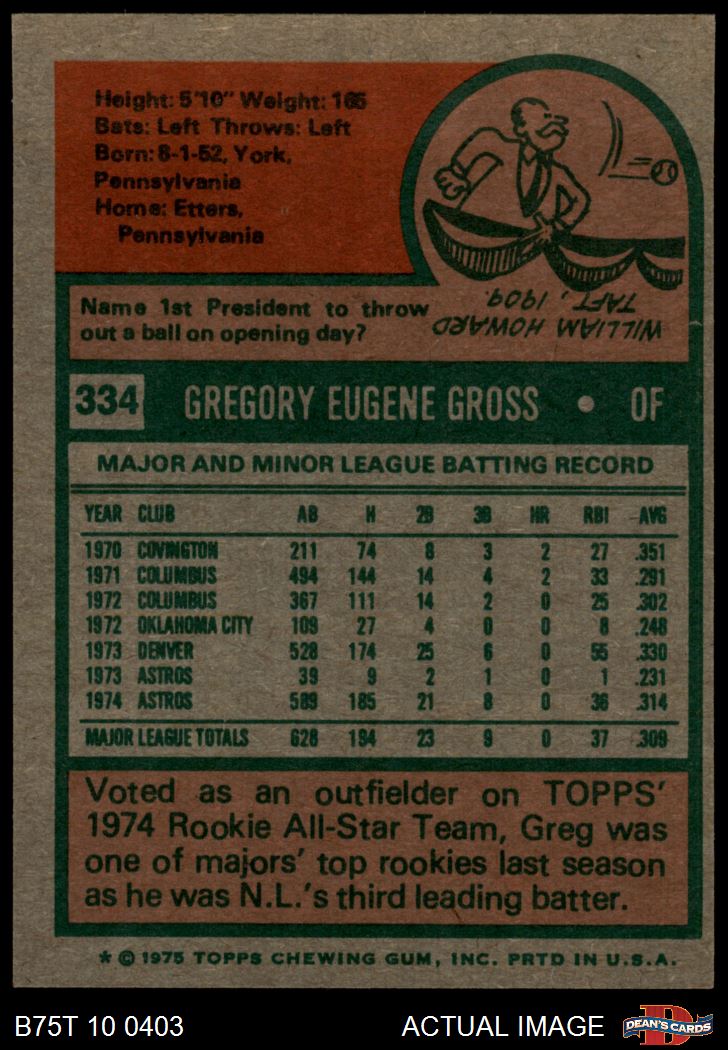 Height: 5'10" Weight: 165
Bats: Left Throws: Left
Born: 8-1-52, York,
Pennsylvania
Home: Etters,
Pennsylvania
Name 1st President to throw
out a ball on opening day?
WILLIAM HOWARD
TAFT, 1909.
334 GREGORY EUGENE GROSS • OF
MAJOR AND MINOR LEAGUE BATTING RECORD
YEAR CLUB AB H 2B 3B HR RBI AVG
1970 COVINGTON 211 74 8 3 2 27 .351
1971 COLUMBUS 494 144 14 4 2 33 .291
1972 COLUMBUS 367 111 14 2 0 25 .302
1972 OKLAHOMA CITY 109 27 4 0 0 8 .248
1973 DENVER 528 174 25 6 0 55 .330
1973 ASTROS 39 9 2 1 0 1 .231
1974 ASTROS 589 185 21 8 0 36 .314
MAJOR LEAGUE TOTALS 628 194 23 9 0 37 .309
Voted as an outfielder on TOPPS'
1974 Rookie All-Star Team, Greg was
one of majors' top rookies last season
as he was N.L.'s third leading batter.
* © 1975 TOPPS CHEWING GUM, INC. PRTD IN U.S.A.
B75T 10 0403 ACTUAL IMAGE D DEAN'S CARDS